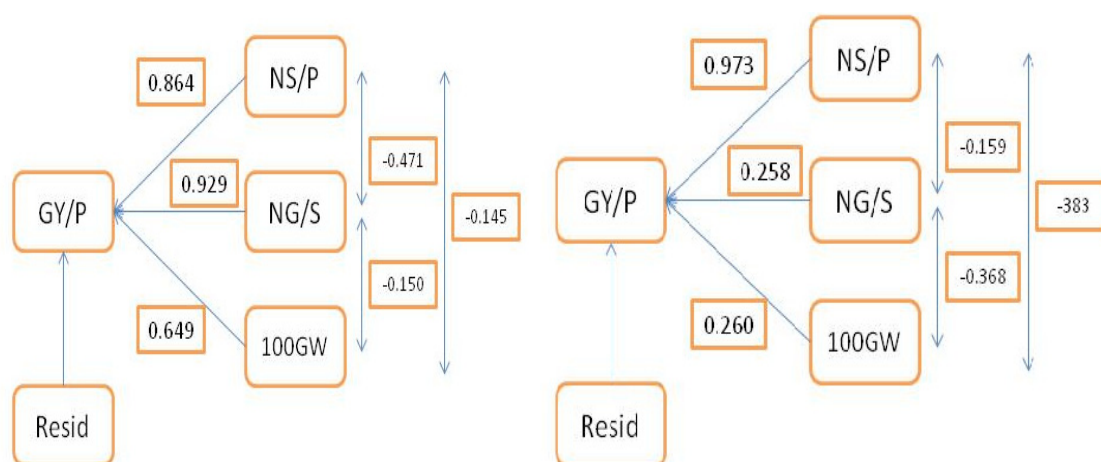 NS/P
0.864
-0.471
0.929
GY/P
NG/S
-0.145
-0.150
0.649
100GW
Resid
NS/P
0.973
-0.159
0.258
GY/P
NG/S
-383
-0.368
0.260
100GW
Resid